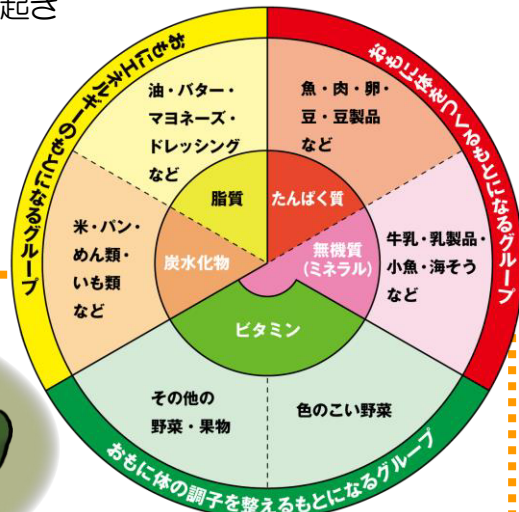 起さ
おもにエネルギーのもとになるグループ
おもに体をつくるもとになるグループ
油・バター・
マヨネーズ・
ドレッシング
など
魚・肉・卵・
豆・豆製品
など
脂質
たんぱく質
米・パン・
めん類・
いも類
など
炭水化物
無機質
(ミネラル)
牛乳・乳製品・
小魚・海そう
など
ビタミン
その他の
野菜・果物
色のこい野菜
おもに体の調子を整えるもとになるグループ